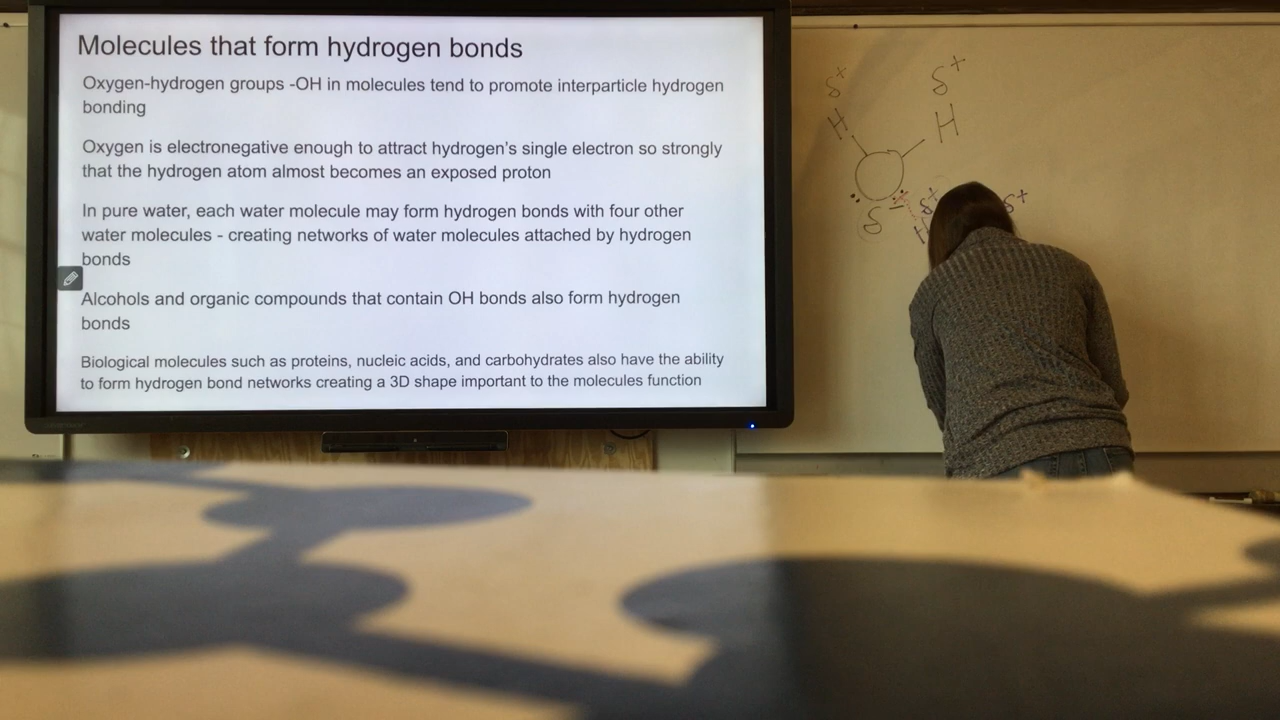 Molecules that form hydrogen bonds
Oxygen-hydrogen groups -OH in molecules tend to promote interparticle hydrogen
bonding
Oxygen is electronegative enough to attract hydrogen's single electron so strongly
that the hydrogen atom almost becomes an exposed proton
In pure water, each water molecule may form hydrogen bonds with four other
water molecules - creating networks of water molecules attached by hydrogen
bonds
Alcohols and organic compounds that contain OH bonds also form hydrogen
bonds
Biological molecules such as proteins, nucleic acids, and carbohydrates also have the ability
to form hydrogen bond networks creating a 3D shape important to the molecules function
δ+ δ+
H H
δ- δ+ δ+
H